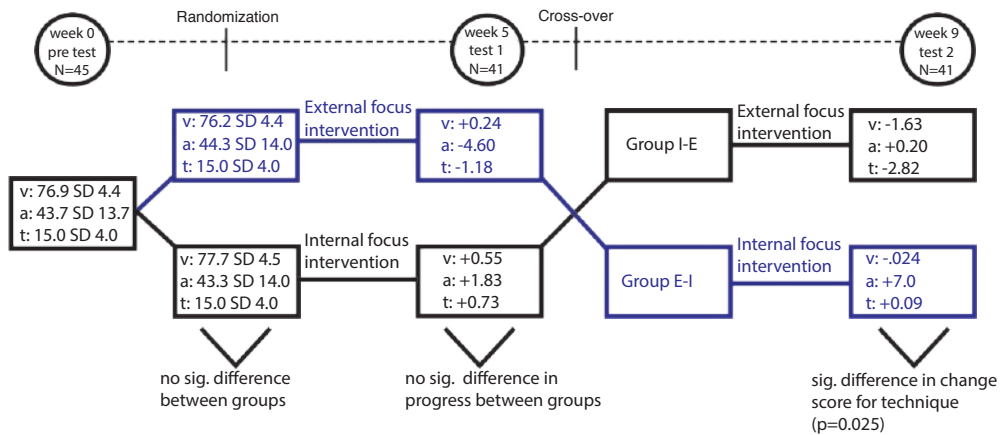 week 0
pre test
N=45
Randomization
week 5
test 1
N=41
Cross-over
week 9
test 2
N=41
v: 76.9 SD 4.4
a: 43.7 SD 13.7
t: 15.0 SD 4.0
v: 76.2 SD 4.4
a: 44.3 SD 14.0
t: 15.0 SD 4.0
External focus
intervention
v: +0.24
a: -4.60
t: -1.18
Group I-E
External focus
intervention
v: -1.63
a: +0.20
t: -2.82
v: 77.7 SD 4.5
a: 43.3 SD 14.0
t: 15.0 SD 4.0
Internal focus
intervention
v: +0.55
a: +1.83
t: +0.73
Group E-I
Internal focus
intervention
v: -.024
a: +7.0
t: +0.09
no sig. difference
between groups
no sig. difference in
progress between groups
sig. difference in change
score for technique
(p=0.025)